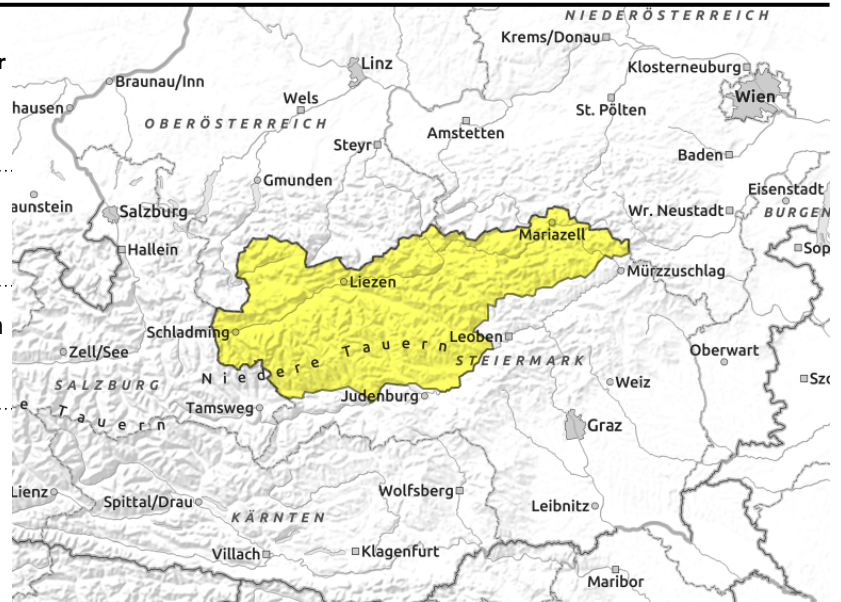 NIEDERÖSTERREICH
Krems/Donau
r
Linz
Klosterneuburg
Braunau/Inn
Wien
Wels
hausen
St. Pölten
OBERÖSTERREICH
Amstetten
Steyr
Baden
Gmunden
Eisenstadt
aunstein
Salzburg
Wr. Neustadt
BURGEN
Mariazell
Hallein
Sop
Mürzzuschlag
Liezen
Schladming
Leoben
Niedere Tauern
Zell/See
STEIERMARK
Oberwart
SALZBURG
Weiz
Judenburg
Tamsweg
e Tauern
Graz
Lienz
Spittal/Drau
Wolfsberg
Leibnitz
KÄRNTEN
Villach
Klagenfurt
Maribor